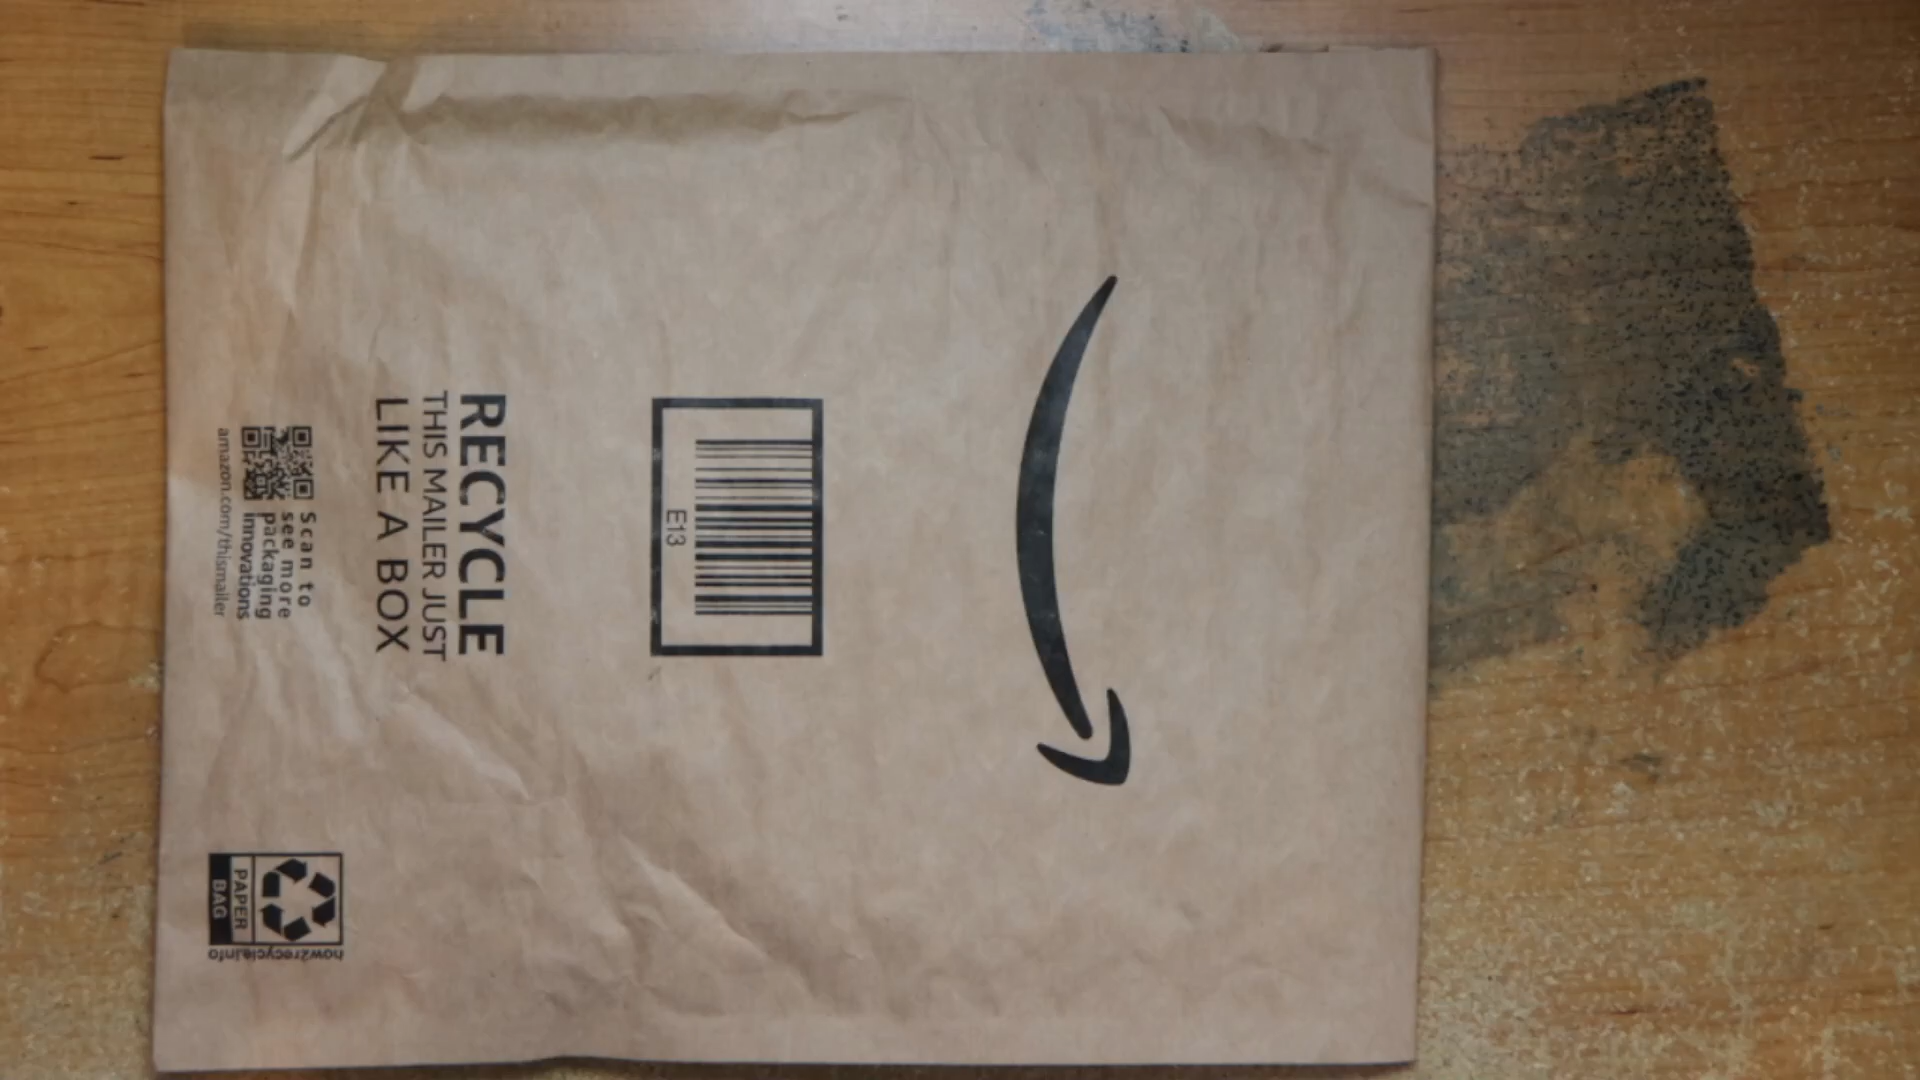 E13
RECYCLE
THIS MAILER JUST
LIKE A BOX
Scan to
see more
packaging
innovations
amazon.com/thismailer
how2recycle.info
PAPER
BAG